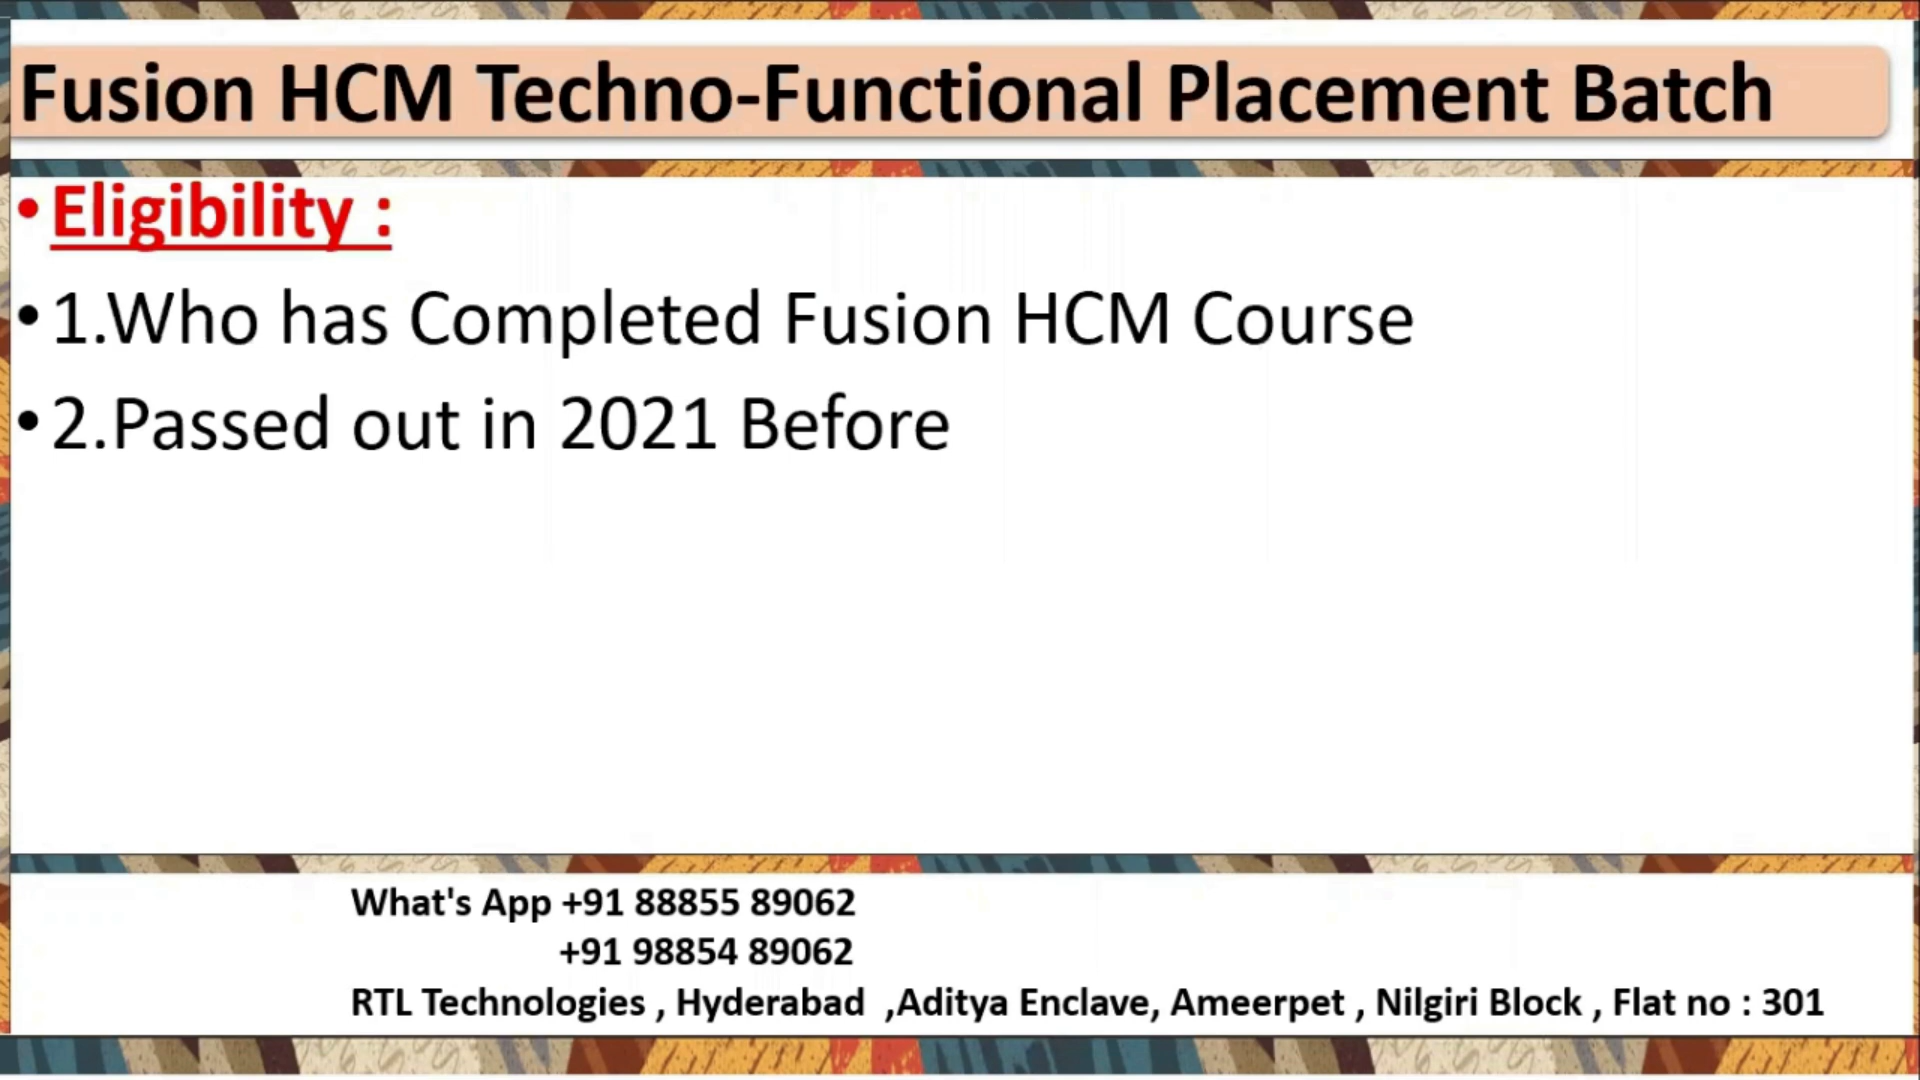 Fusion HCM Techno-Functional Placement Batch
•Eligibility :
•1.Who has Completed Fusion HCM Course
•2.Passed out in 2021 Before
What's App +91 88855 89062
+91 98854 89062
RTL Technologies , Hyderabad ,Aditya Enclave, Ameerpet , Nilgiri Block , Flat no : 301